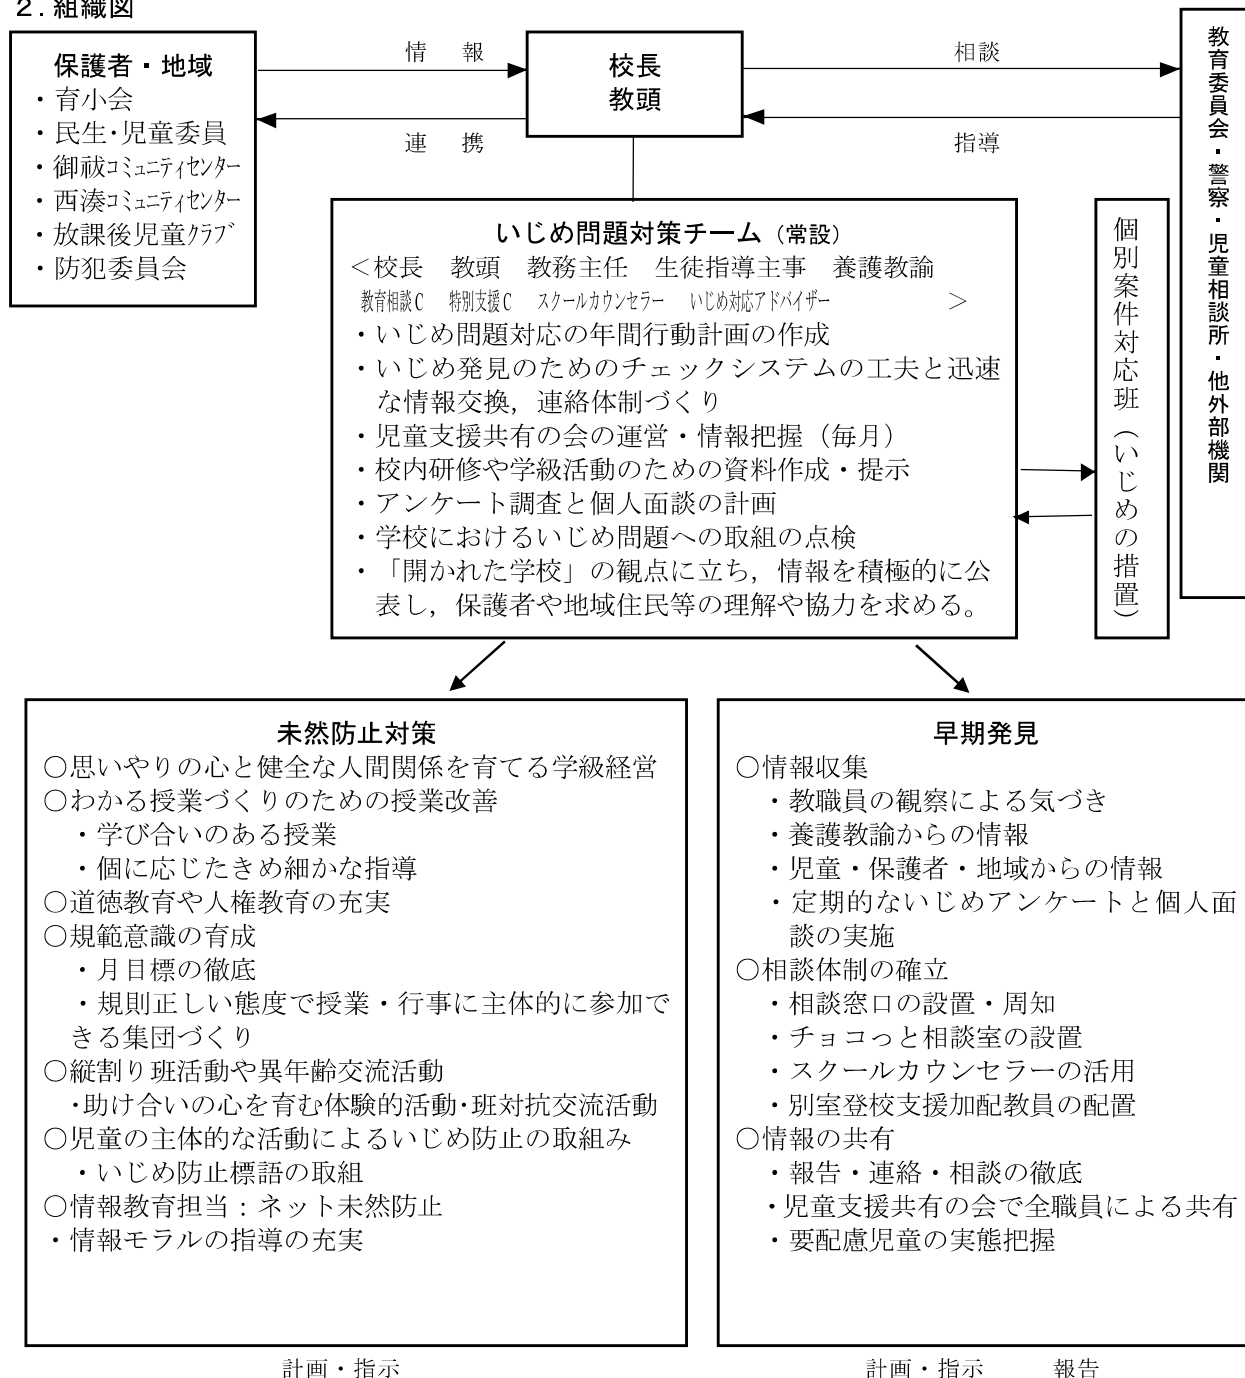 2．組織図
保護者・地域
・育小会
・民生・児童委員
・御祓コミュニティセンター
・西湊コミュニティセンター
・放課後児童クラブ
・防犯委員会
情　報
連　携
校長
教頭
相談
指導
教育委員会・警察・児童相談所・他外部機関
いじめ問題対策チーム（常設）
＜校長　教頭　教務主任　生徒指導主事　養護教諭
教育相談C　特別支援C　スクールカウンセラー　いじめ対応アドバイザー　＞
・いじめ問題対応の年間行動計画の作成
・いじめ発見のためのチェックシステムの工夫と迅速
な情報交換，連絡体制づくり
・児童支援共有の会の運営・情報把握（毎月）
・校内研修や学級活動のための資料作成・提示
・アンケート調査と個人面談の計画
・学校におけるいじめ問題への取組の点検
・「開かれた学校」の観点に立ち，情報を積極的に公
表し，保護者や地域住民等の理解や協力を求める。
個別案件対応班（いじめの措置）
未然防止対策
○思いやりの心と健全な人間関係を育てる学級経営
○わかる授業づくりのための授業改善
・学び合いのある授業
・個に応じたきめ細かな指導
○道徳教育や人権教育の充実
○規範意識の育成
・月目標の徹底
・規則正しい態度で授業・行事に主体的に参加で
きる集団づくり
○縦割り班活動や異年齢交流活動
・助け合いの心を育む体験的活動・班対抗交流活動
○児童の主体的な活動によるいじめ防止の取組み
・いじめ防止標語の取組
○情報教育担当：ネット未然防止
・情報モラルの指導の充実
早期発見
○情報収集
・教職員の観察による気づき
・養護教諭からの情報
・児童・保護者・地域からの情報
・定期的ないじめアンケートと個人面
談の実施
○相談体制の確立
・相談窓口の設置・周知
・チョコっと相談室の設置
・スクールカウンセラーの活用
・別室登校支援加配教員の配置
○情報の共有
・報告・連絡・相談の徹底
・児童支援共有の会で全職員による共有
・要配慮児童の実態把握
計画・指示
計画・指示　　報告